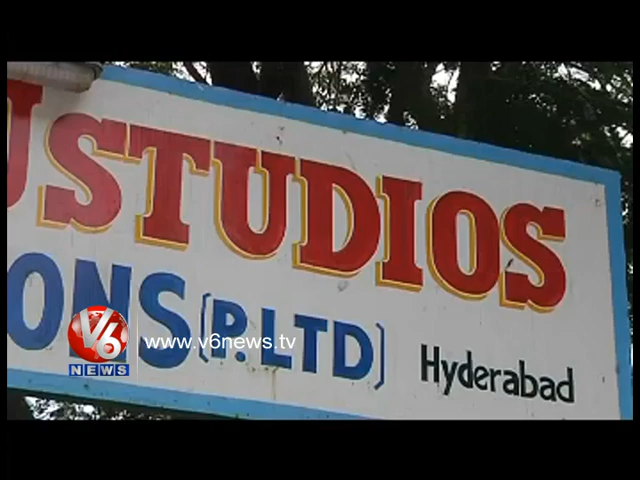 STUDIOS
ONS (P.LTD)
Hyderabad
V6
NEWS
www.v6news.tv